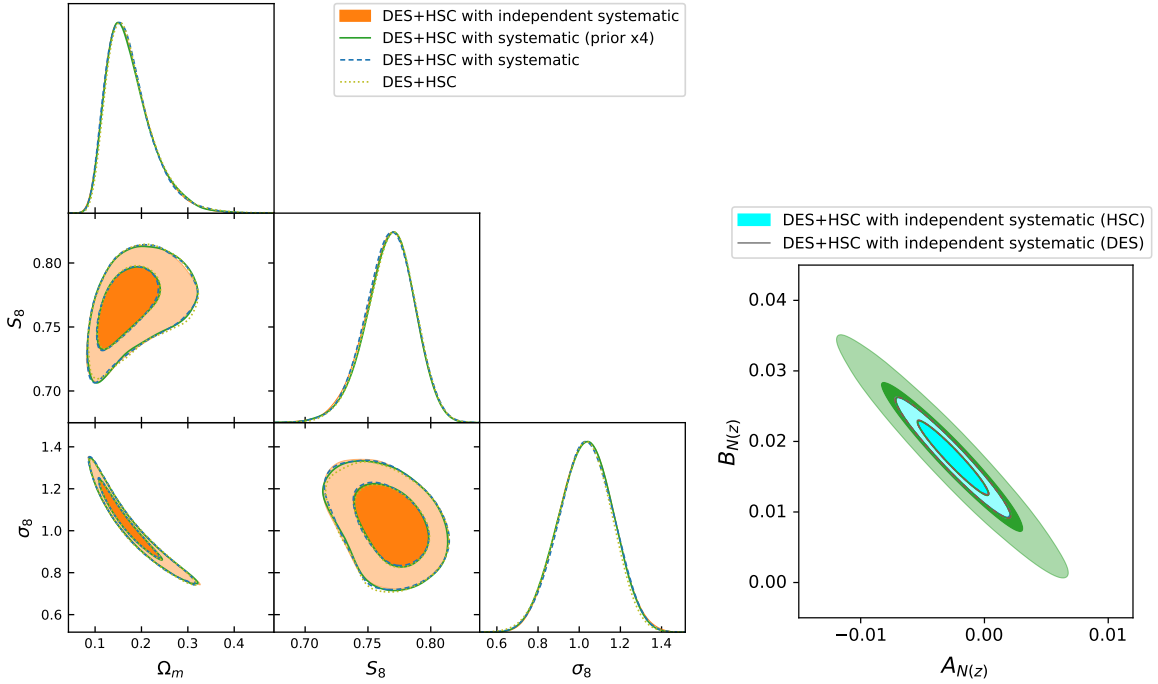 DES+HSC with independent systematic
DES+HSC with systematic (prior x4)
DES+HSC with systematic
DES+HSC
0.80
0.75
0.70
S₈
1.4
1.2
1.0
0.8
0.6
σ₈
0.1 0.2 0.3 0.4
Ωₘ
0.70 0.75 0.80
S₈
0.6 0.8 1.0 1.2 1.4
σ₈
DES+HSC with independent systematic (HSC)
DES+HSC with independent systematic (DES)
0.04
0.03
0.02
0.01
0.00
B_N(z)
−0.01 0.00 0.01
A_N(z)